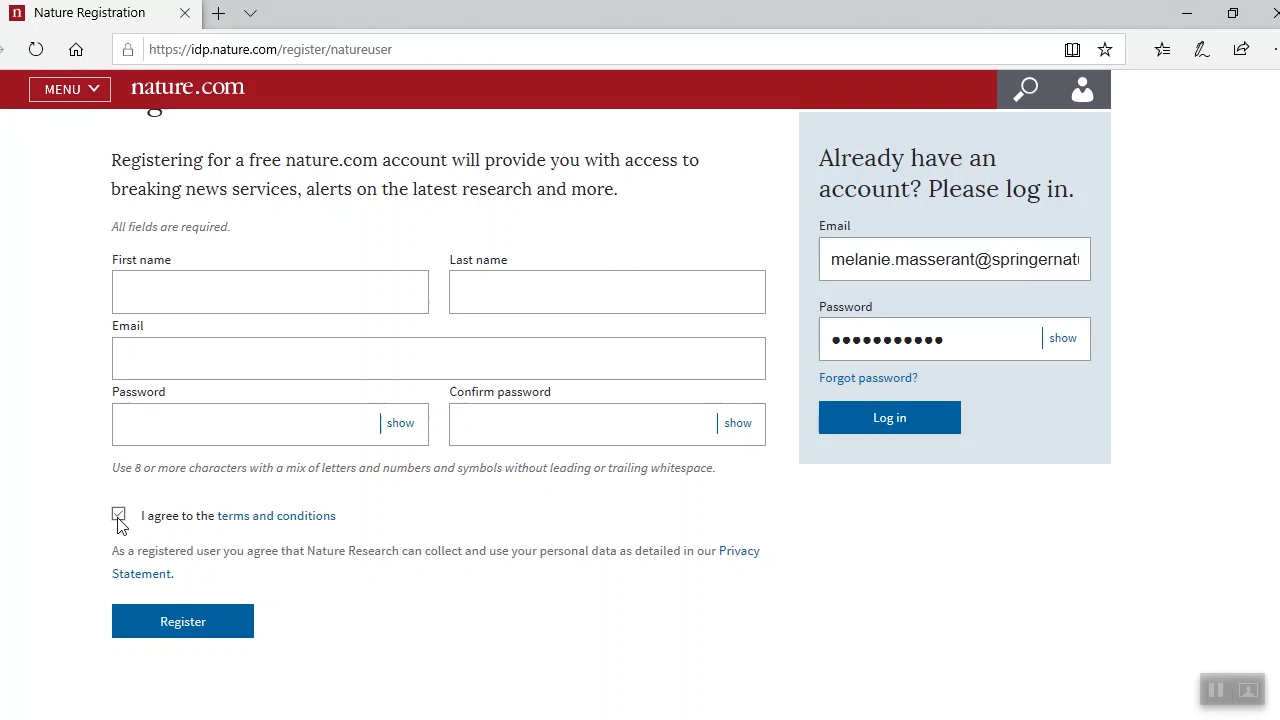 n Nature Registration
https://idp.nature.com/register/natureuser
MENU nature.com
Registering for a free nature.com account will provide you with access to
breaking news services, alerts on the latest research and more.
All fields are required.
First name Last name
Email
Password Confirm password
show show
Use 8 or more characters with a mix of letters and numbers and symbols without leading or trailing whitespace.
I agree to the terms and conditions
As a registered user you agree that Nature Research can collect and use your personal data as detailed in our Privacy
Statement.
Register
Already have an
account? Please log in.
Email
melanie.masserant@springernat
Password
show
Forgot password?
Log in